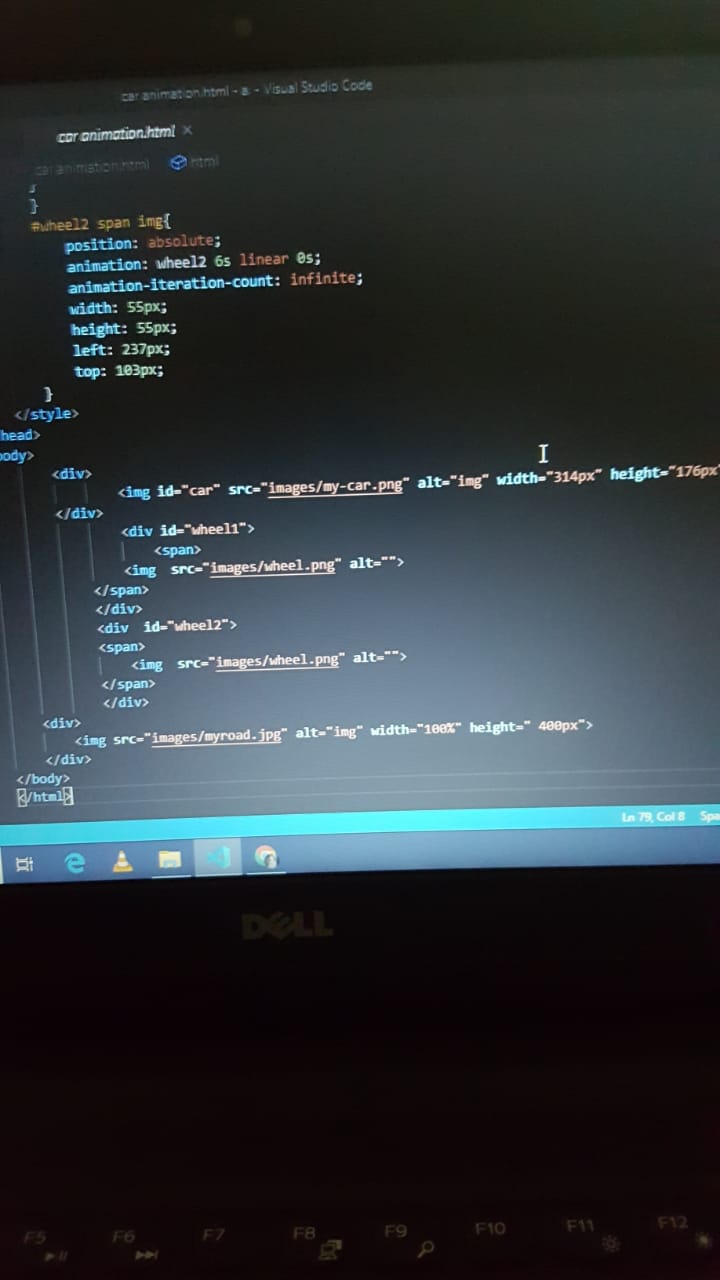 car animation.html - a - Visual Studio Code
car animation.html ×
car animation.html html
}
#wheel2 span img{
position: absolute;
animation: wheel2 6s linear 0s;
animation-iteration-count: infinite;
width: 55px;
height: 55px;
left: 237px;
top: 103px;
}
</style>
head>
ody>
<div>
<img id="car" src="images/my-car.png" alt="img" width="314px" height="176px"
</div>
<div id="wheel1">
<span>
<img src="images/wheel.png" alt="">
</span>
</div>
<div id="wheel2">
<span>
<img src="images/wheel.png" alt="">
</span>
</div>
<div>
<img src="images/myroad.jpg" alt="img" width="100%" height=" 400px">
</div>
</body>
</html>
Ln 79, Col 8 Spa
DELL
F5 F6 F7 F8 F9 F10 F11 F12